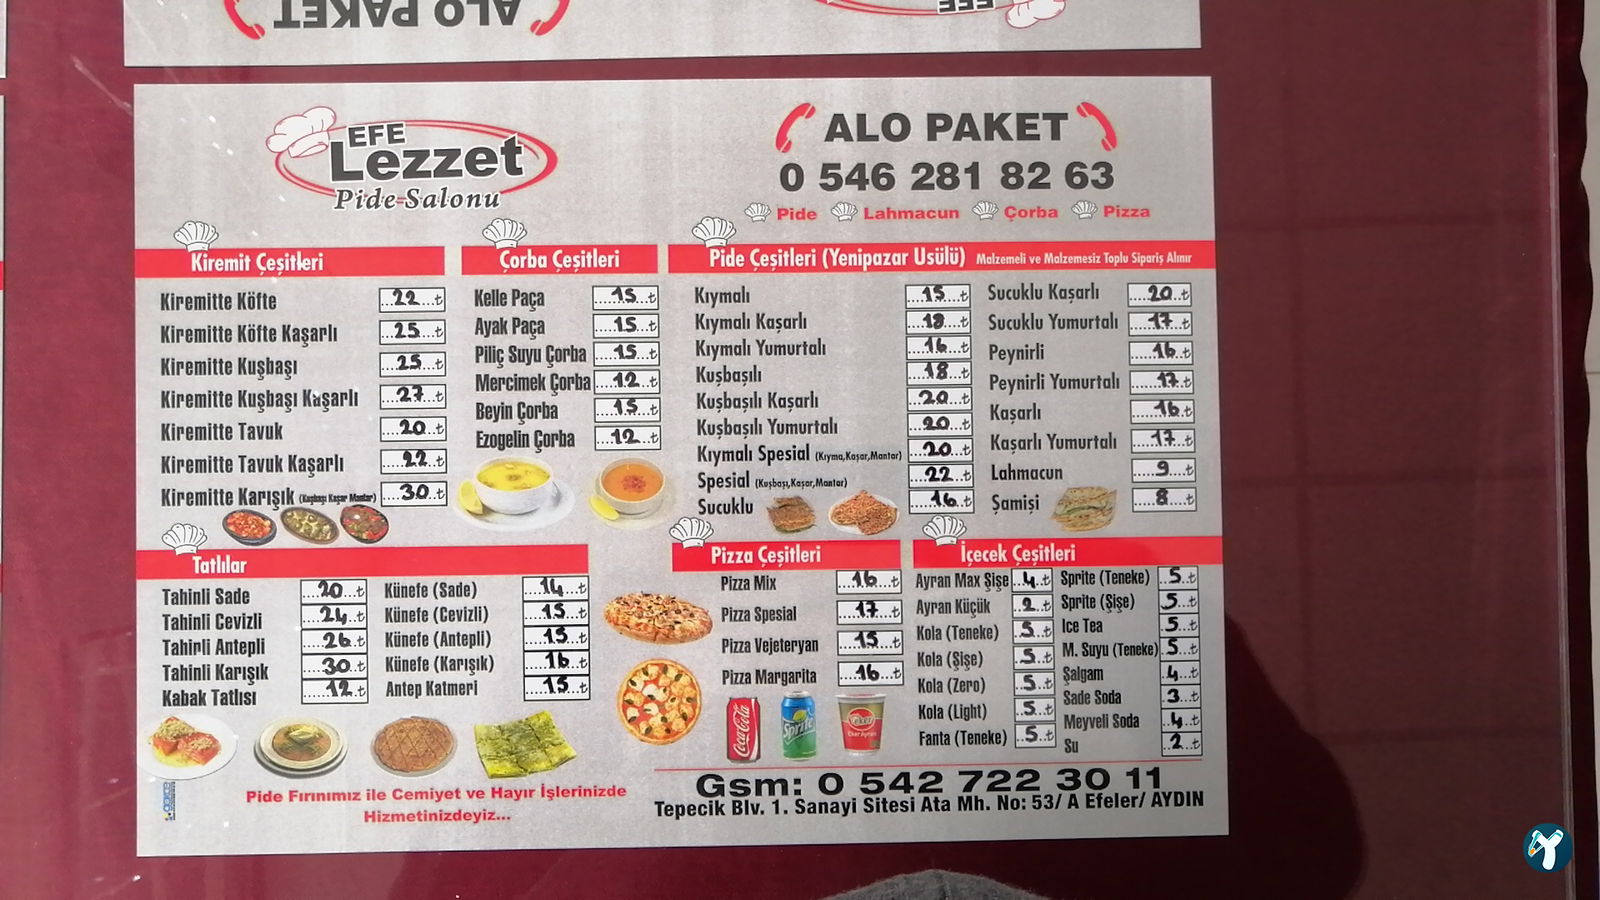 ALO PAKET
EFE
EFE
Lezzet
Pide Salonu
ALO PAKET
0 546 281 82 63
Pide Lahmacun Çorba Pizza
Kiremit Çeşitleri
Kiremitte Köfte ...22...₺
Kiremitte Köfte Kaşarlı ...25...₺
Kiremitte Kuşbaşı ...25...₺
Kiremitte Kuşbaşı Kaşarlı ...27...₺
Kiremitte Tavuk ...20...₺
Kiremitte Tavuk Kaşarlı ...22...₺
Kiremitte Karışık (Kuşbaşı Kaşar Mantar) ...30...₺
Çorba Çeşitleri
Kelle Paça ...15...₺
Ayak Paça ...15...₺
Piliç Suyu Çorba ...15...₺
Mercimek Çorba ...12...₺
Beyin Çorba ...15...₺
Ezogelin Çorba ...12...₺
Pide Çeşitleri (Yenipazar Usülü) Malzemeli ve Malzemesiz Toplu Sipariş Alınır
Kıymalı ...15...₺
Kıymalı Kaşarlı ...18...₺
Kıymalı Yumurtalı ...16...₺
Kuşbaşılı ...18...₺
Kuşbaşılı Kaşarlı ...20...₺
Kuşbaşılı Yumurtalı ...20...₺
Kıymalı Spesial (Kıyma,Kaşar,Mantar) ...20...₺
Spesial (Kuşbaşı,Kaşar,Mantar) ...22...₺
Sucuklu ...16...₺
Sucuklu Kaşarlı ...20...₺
Sucuklu Yumurtalı ...17...₺
Peynirli ...16...₺
Peynirli Yumurtalı ...17...₺
Kaşarlı ...16...₺
Kaşarlı Yumurtalı ...17...₺
Lahmacun ...9...₺
Şamişi ...8...₺
Tatlılar
Tahinli Sade ...20...₺
Tahinli Cevizli ...24...₺
Tahirli Antepli ...26...₺
Tahinli Karışık ...30...₺
Kabak Tatlısı ...12...₺
Künefe (Sade) ...14...₺
Künefe (Cevizli) ...15...₺
Künefe (Antepli) ...15...₺
Künefe (Karışık) ...16...₺
Antep Katmeri ...15...₺
Pizza Çeşitleri
Pizza Mix ...16...₺
Pizza Spesial ...17...₺
Pizza Vejeteryan ...15...₺
Pizza Margarita ...16...₺
Coca-Cola
Sprite
Eker
Eker Ayran
İçecek Çeşitleri
Ayran Max Şişe ..4..₺
Ayran Küçük ..2..₺
Kola (Teneke) ..5..₺
Kola (Şişe) ..5..₺
Kola (Zero) ..5..₺
Kola (Light) ..5..₺
Fanta (Teneke) ..5..₺
Sprite (Teneke) ..5..₺
Sprite (Şişe) ..5..₺
Ice Tea ..5..₺
M. Suyu (Teneke) ..5..₺
Şalgam ..4..₺
Sade Soda ..3..₺
Meyveli Soda ..4..₺
Su ..2..₺
Pide Fırınımız ile Cemiyet ve Hayır İşlerinizde
Hizmetinizdeyiz...
Gsm: 0 542 722 30 11
Tepecik Blv. 1. Sanayi Sitesi Ata Mh. No: 53/ A Efeler/ AYDIN